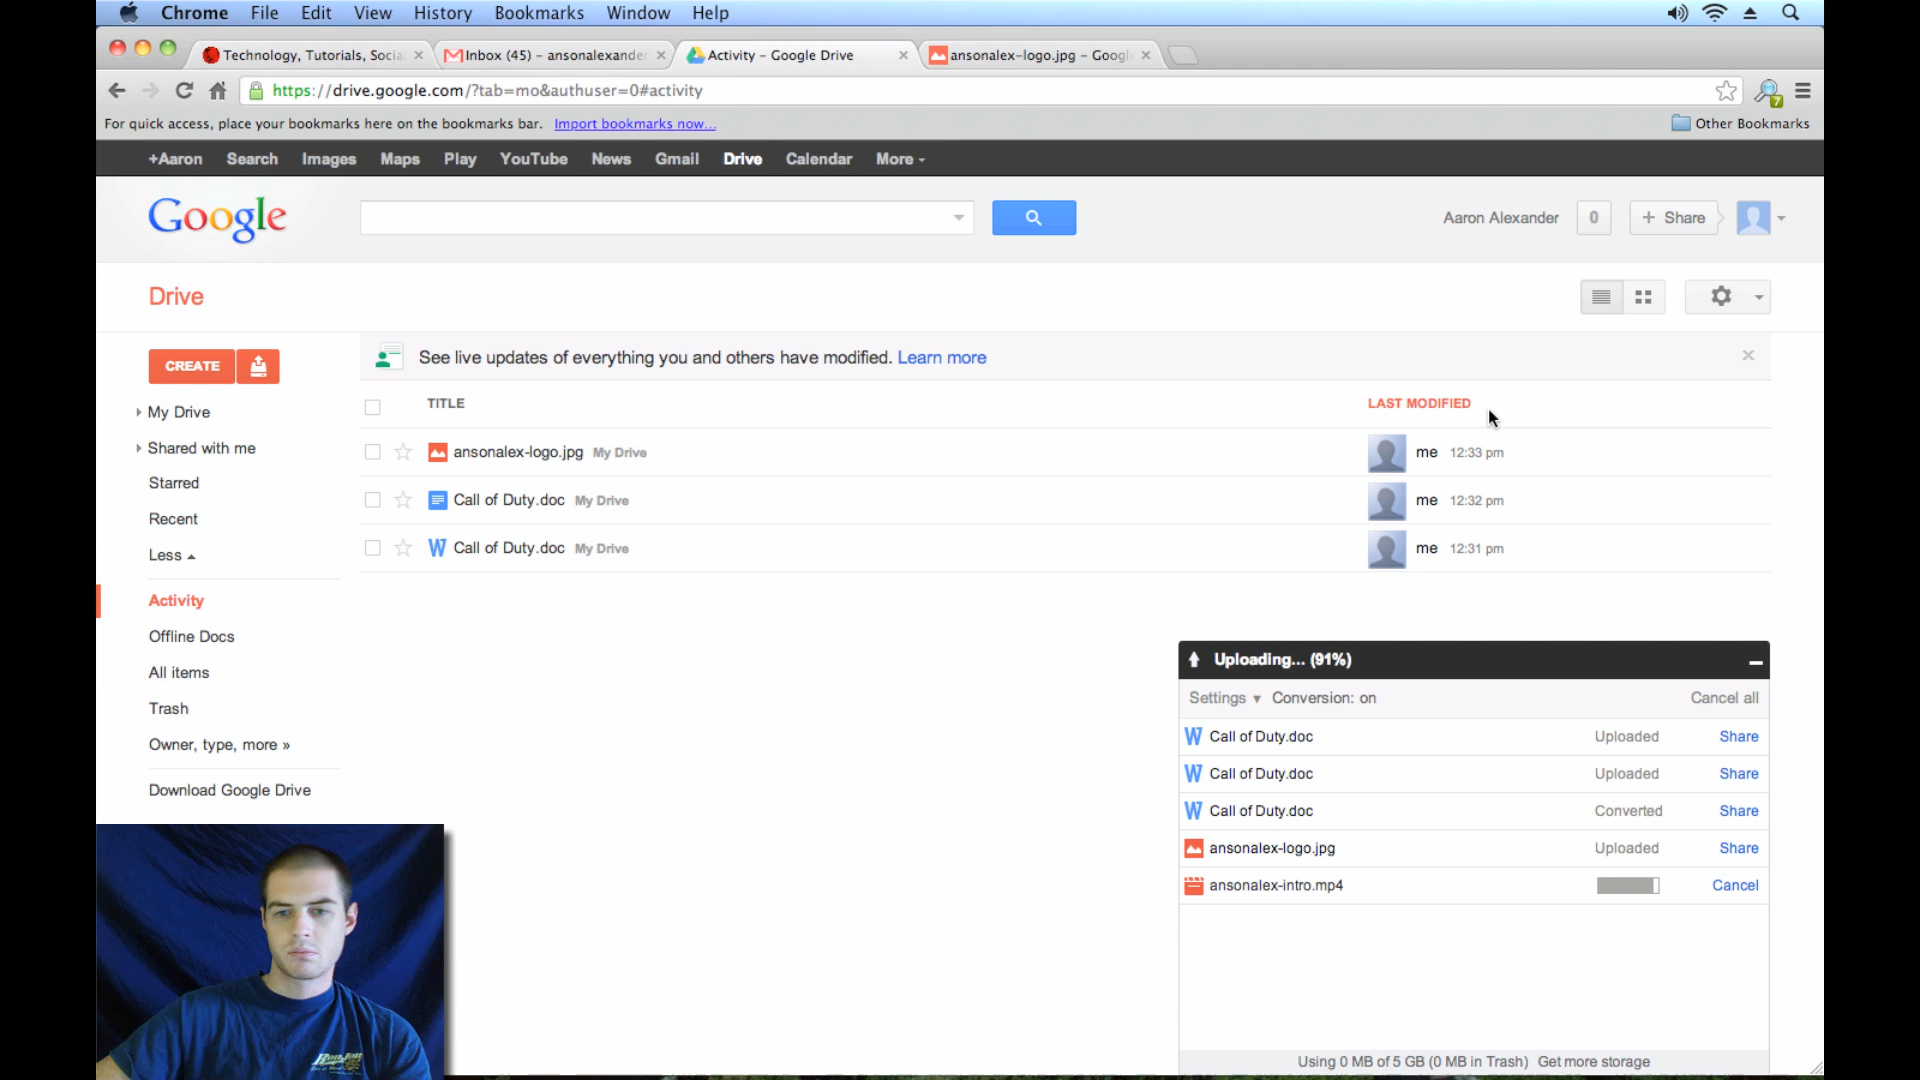 Chrome File Edit View History Bookmarks Window Help
Technology, Tutorials, Socia Inbox (45) – ansonalexander Activity – Google Drive ansonalex-logo.jpg – Googl
https://drive.google.com/?tab=mo&authuser=0#activity 7
For quick access, place your bookmarks here on the bookmarks bar. Import bookmarks now... Other Bookmarks
+Aaron Search Images Maps Play YouTube News Gmail Drive Calendar More
Google Aaron Alexander 0 + Share
Drive
CREATE
See live updates of everything you and others have modified. Learn more
TITLE LAST MODIFIED
ansonalex-logo.jpg My Drive me 12:33 pm
Call of Duty.doc My Drive me 12:32 pm
W Call of Duty.doc My Drive me 12:31 pm
My Drive
Shared with me
Starred
Recent
Less
Activity
Offline Docs
All items
Trash
Owner, type, more »
Download Google Drive
Uploading... (91%)
Settings ▾ Conversion: on Cancel all
W Call of Duty.doc Uploaded Share
W Call of Duty.doc Uploaded Share
W Call of Duty.doc Converted Share
ansonalex-logo.jpg Uploaded Share
ansonalex-intro.mp4 Cancel
Using 0 MB of 5 GB (0 MB in Trash) Get more storage
Ron Jon